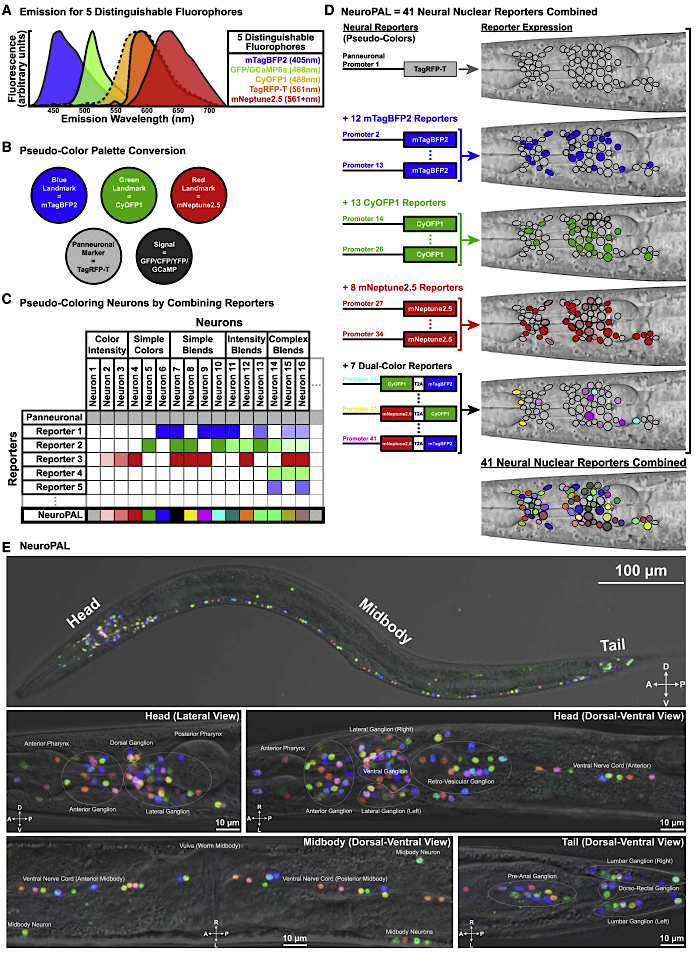 A Emission for 5 Distinguishable Fluorophores
Fluorescence
(arbitrary units)
450 500 550 600 650 700
Emission Wavelength (nm)
5 Distinguishable
Fluorophores
mTagBFP2 (405nm)
GFP/GCaMP6s (488nm)
CyOFP1 (488nm)
TagRFP-T (561nm)
mNeptune2.5 (561+nm)
B Pseudo-Color Palette Conversion
Blue
Landmark
=
mTagBFP2
Green
Landmark
=
CyOFP1
Red
Landmark
=
mNeptune2.5
Panneuronal
Marker
=
TagRFP-T
Signal
=
GFP/CFP/YFP/
GCaMP
C Pseudo-Coloring Neurons by Combining Reporters
Neurons
Color
Intensity
Simple
Colors
Simple
Blends
Intensity
Blends
Complex
Blends
Neuron 1
Neuron 2
Neuron 3
Neuron 4
Neuron 5
Neuron 6
Neuron 7
Neuron 8
Neuron 9
Neuron 10
Neuron 11
Neuron 12
Neuron 13
Neuron 14
Neuron 15
Neuron 16
...
Reporters
Panneuronal
Reporter 1
Reporter 2
Reporter 3
Reporter 4
Reporter 5
NeuroPAL
D NeuroPAL = 41 Neural Nuclear Reporters Combined
Neural Reporters
(Pseudo-Colors)
Reporter Expression
Panneuronal
Promoter 1
TagRFP-T
+ 12 mTagBFP2 Reporters
Promoter 2
mTagBFP2
Promoter 13
mTagBFP2
+ 13 CyOFP1 Reporters
Promoter 14
CyOFP1
Promoter 26
CyOFP1
+ 8 mNeptune2.5 Reporters
Promoter 27
mNeptune2.5
Promoter 34
mNeptune2.5
+ 7 Dual-Color Reporters
CyOFP1 T2A mTagBFP2
mNeptune2.5 T2A CyOFP1
Promoter 41
mNeptune2.5 T2A mTagBFP2
41 Neural Nuclear Reporters Combined
E NeuroPAL
100 µm
Head
Midbody
Tail
D
A P
V
Head (Lateral View)
Anterior Pharynx
Dorsal Ganglion
Posterior Pharynx
Anterior Ganglion
Lateral Ganglion
D
A P
V
10 µm
Head (Dorsal-Ventral View)
Lateral Ganglion (Right)
Anterior Pharynx
Ventral Ganglion
Retro-Vesicular Ganglion
Ventral Nerve Cord (Anterior)
Anterior Ganglion
Lateral Ganglion (Left)
R
A P
L
10 µm
Midbody (Dorsal-Ventral View)
Vulva (Worm Midbody)
Midbody Neuron
Ventral Nerve Cord (Anterior Midbody)
Ventral Nerve Cord (Posterior Midbody)
Midbody Neuron
Midbody Neurons
R
A P
L
10 µm
Tail (Dorsal-Ventral View)
Lumbar Ganglion (Right)
Pre-Anal Ganglion
Dorso-Rectal Ganglion
Lumbar Ganglion (Left)
R
A P
L
10 µm